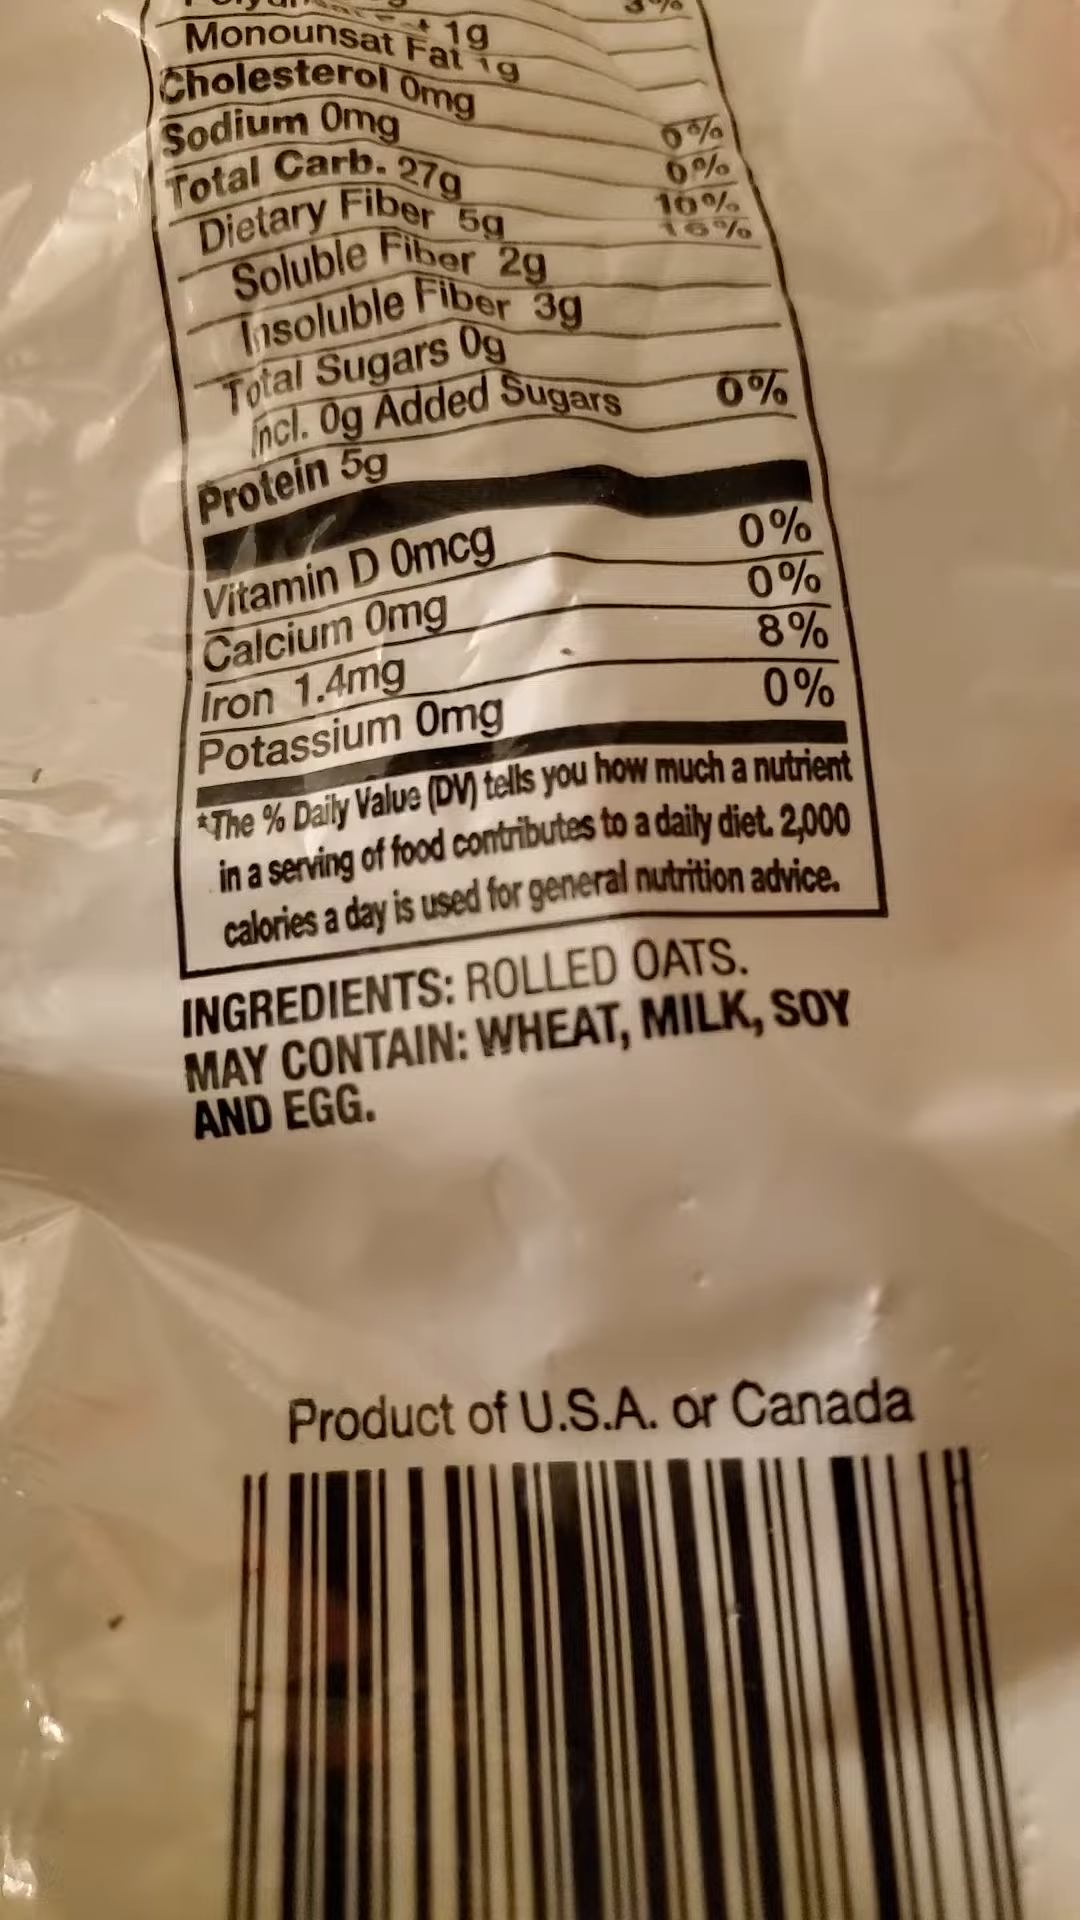 1g
Monounsat Fat 1g
Cholesterol 0mg 0%
Sodium 0mg 0%
Total Carb. 27g 10%
Dietary Fiber 5g 16%
Soluble Fiber 2g
Insoluble Fiber 3g
Total Sugars 0g
Incl. 0g Added Sugars 0%
Protein 5g
Vitamin D 0mcg 0%
Calcium 0mg 0%
Iron 1.4mg 8%
Potassium 0mg 0%
*The % Daily Value (DV) tells you how much a nutrient
in a serving of food contributes to a daily diet. 2,000
calories a day is used for general nutrition advice.
INGREDIENTS: ROLLED OATS.
MAY CONTAIN: WHEAT, MILK, SOY
AND EGG.
Product of U.S.A. or Canada